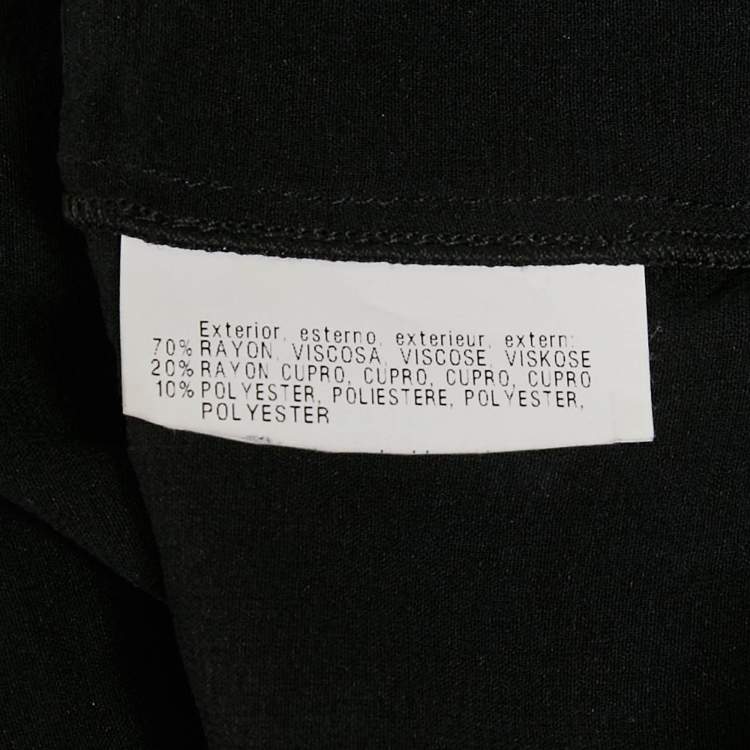 Exterior, esterno, exterieur, extern:
70% RAYON, VISCOSA, VISCOSE, VISKOSE
20% RAYON CUPRO, CUPRO, CUPRO, CUPRO
10% POLYESTER, POLIESTERE, POLYESTER,
POLYESTER